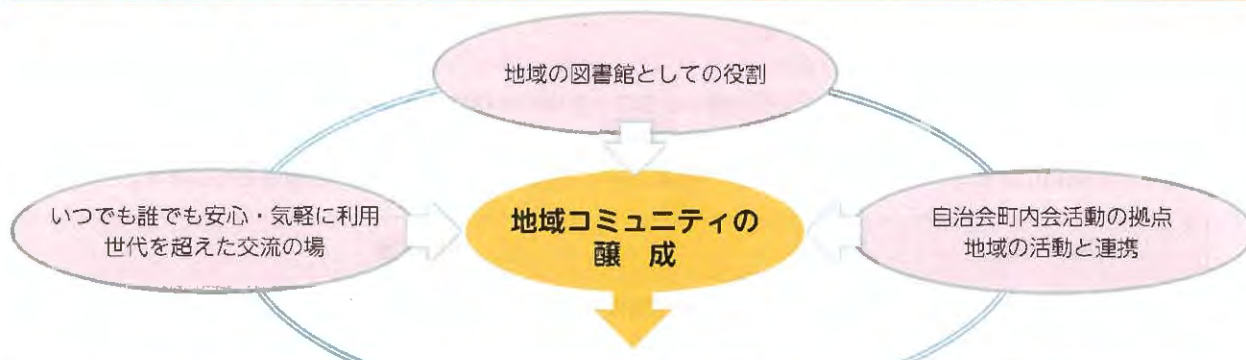 地域の図書館としての役割
いつでも誰でも安心・気軽に利用
世代を超えた交流の場
地域コミュニティの
醸 成
自治会町内会活動の拠点
地域の活動と連携